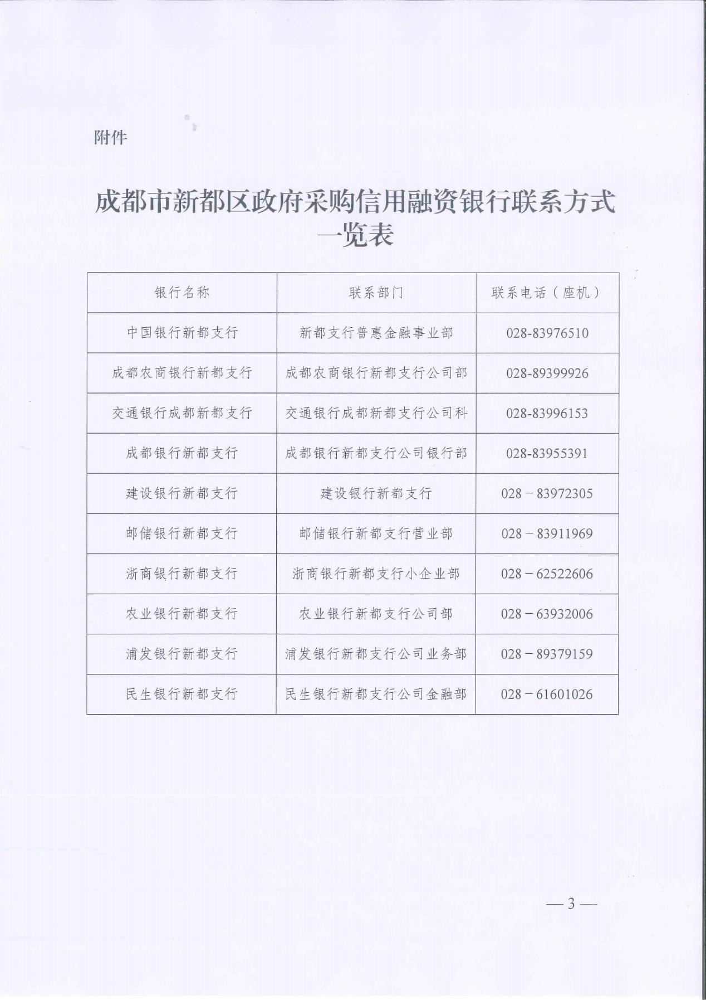 附件
成都市新都区政府采购信用融资银行联系方式
一览表
银行名称 联系部门 联系电话（座机）
中国银行新都支行 新都支行普惠金融事业部 028-83976510
成都农商银行新都支行 成都农商银行新都支行公司部 028-89399926
交通银行成都新都支行 交通银行成都新都支行公司科 028-83996153
成都银行新都支行 成都银行新都支行公司银行部 028-83955391
建设银行新都支行 建设银行新都支行 028－83972305
邮储银行新都支行 邮储银行新都支行营业部 028－83911969
浙商银行新都支行 浙商银行新都支行小企业部 028－62522606
农业银行新都支行 农业银行新都支行公司部 028－63932006
浦发银行新都支行 浦发银行新都支行公司业务部 028－89379159
民生银行新都支行 民生银行新都支行公司金融部 028－61601026
— 3 —